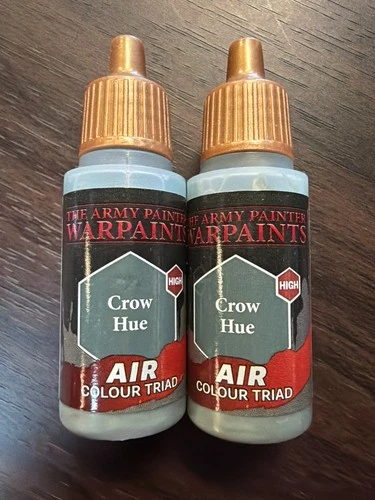 THE ARMY PAINTER
WARPAINTS
HIGH
Crow
Hue
AIR
COLOUR TRIAD
THE ARMY PAINTER
WARPAINTS
HIGH
Crow
Hue
AIR
COLOUR TRIAD